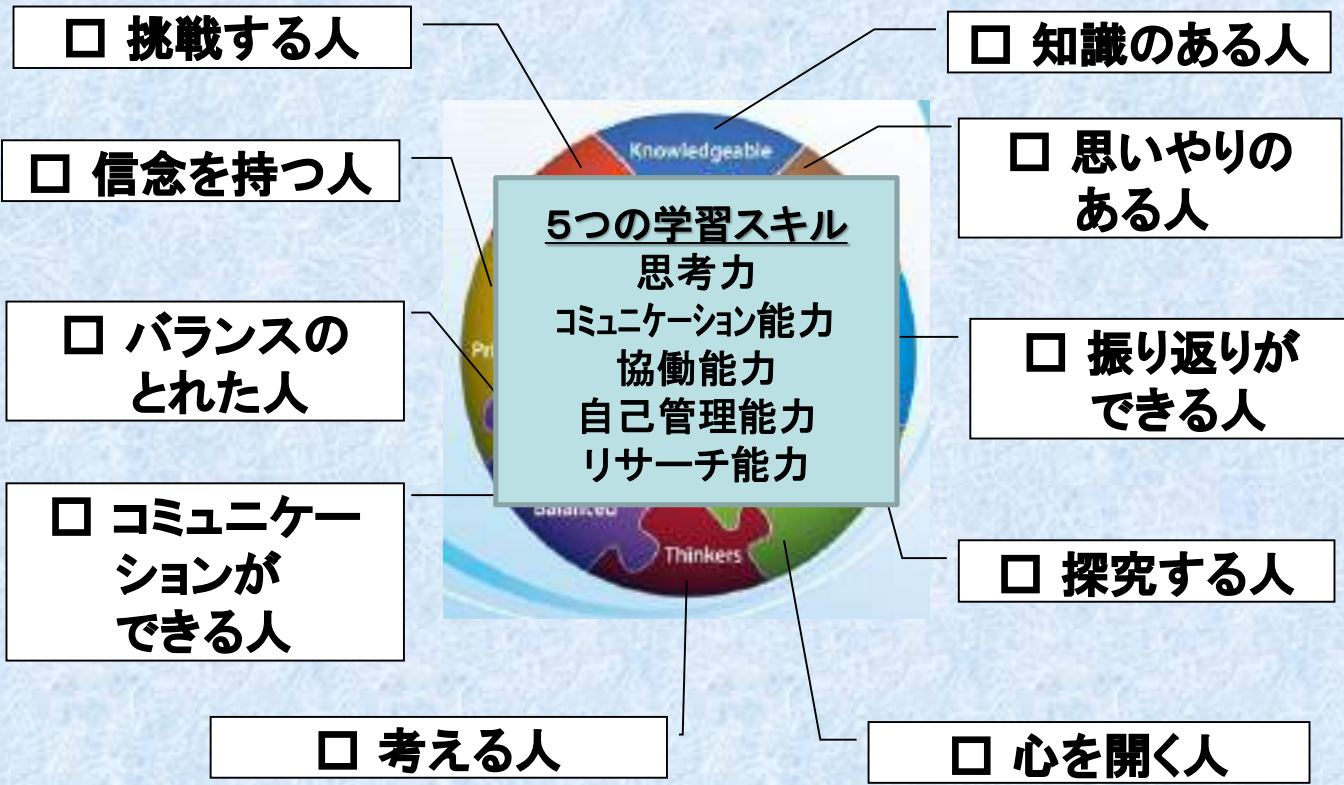 □ 挑戦する人
□ 知識のある人
Knowledgeable
□ 信念を持つ人
□ 思いやりの
ある人
5つの学習スキル
思考力
コミュニケーション能力
協働能力
自己管理能力
リサーチ能力
□ バランスの
とれた人
□ 振り返りが
できる人
□ コミュニケー
ションが
できる人
Balanced
Thinkers
□ 探究する人
□ 考える人
□ 心を開く人